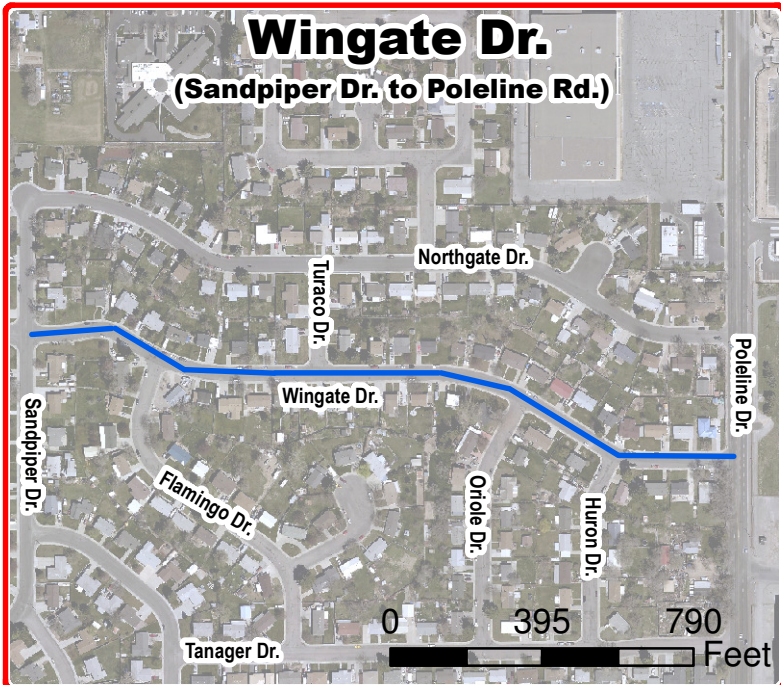 Wingate Dr.
(Sandpiper Dr. to Poleline Rd.)
Northgate Dr.
Turaco Dr.
Poleline Dr.
Wingate Dr.
Sandpiper Dr.
Flamingo Dr.
Oriole Dr.
Huron Dr.
0 395 790
Feet
Tanager Dr.